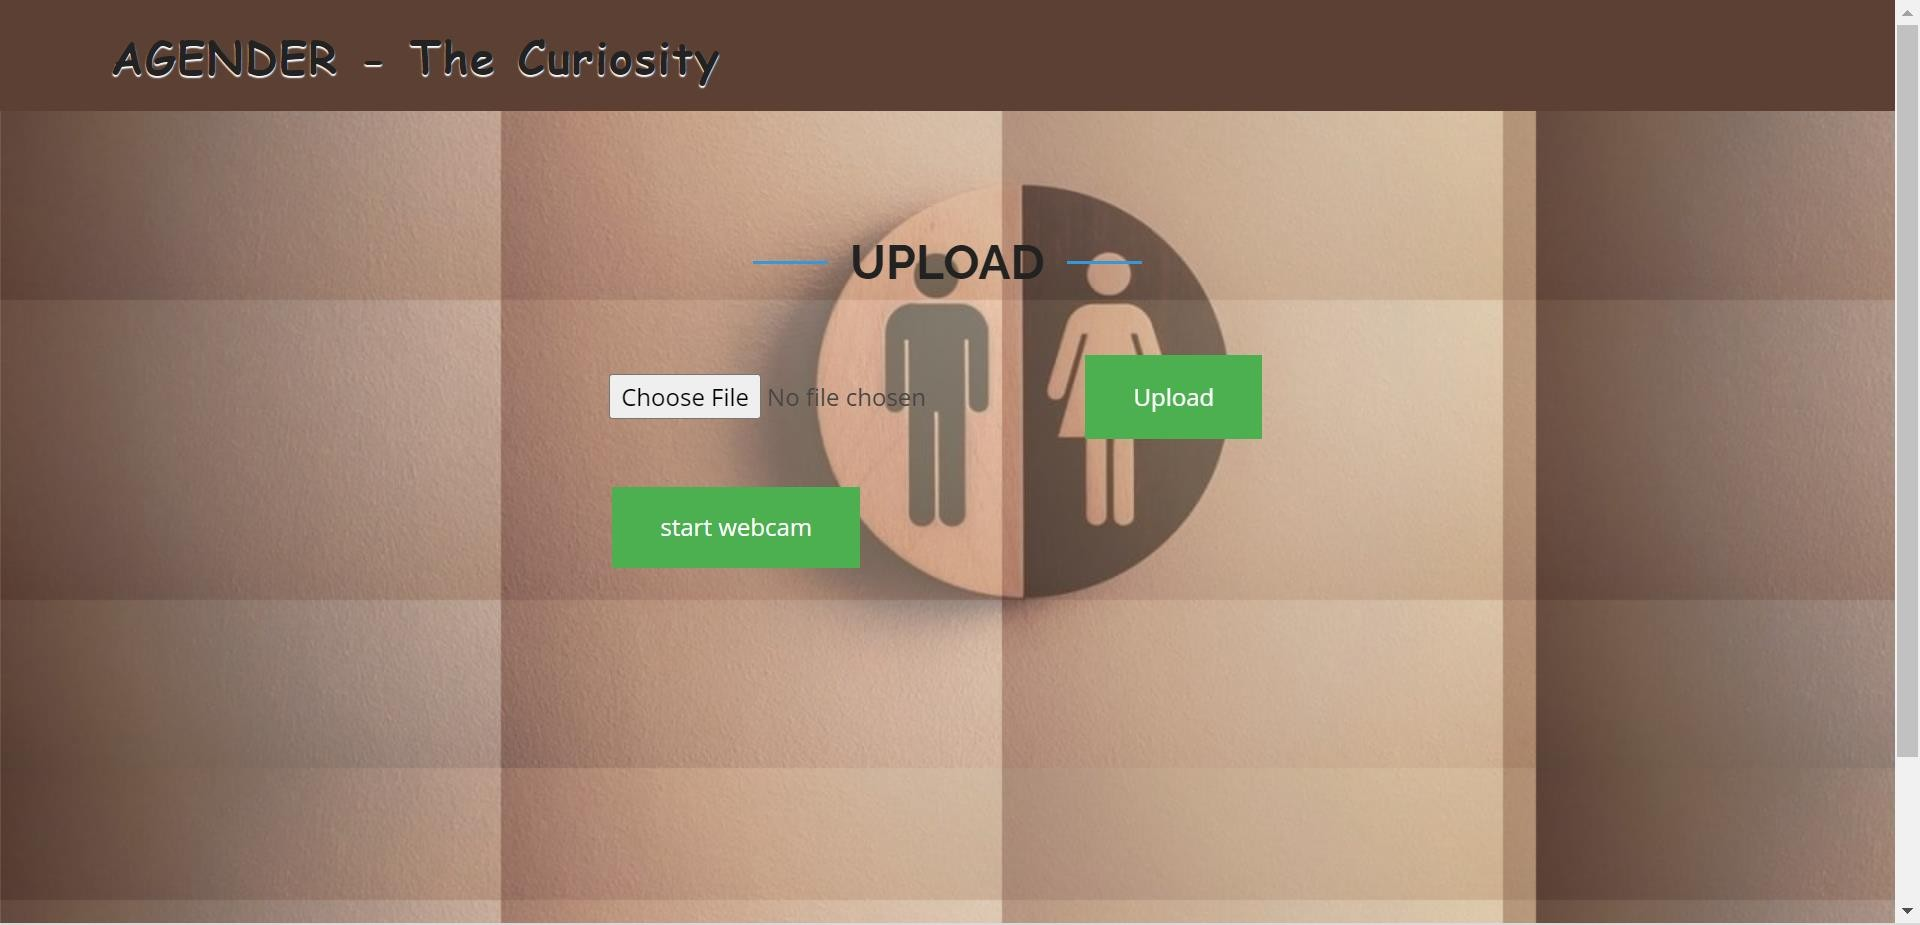 AGENDER - The Curiosity
UPLOAD
Choose File No file chosen
Upload
start webcam